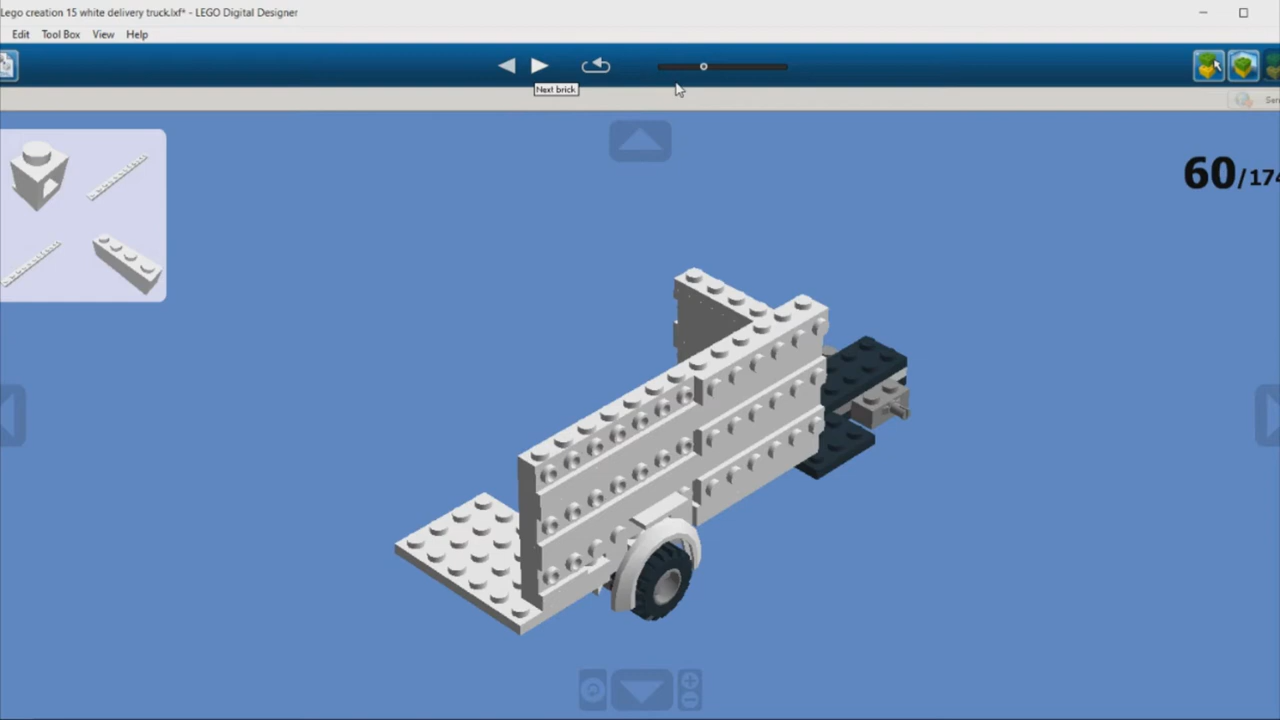 Lego creation 15 white delivery truck.lxf* - LEGO Digital Designer
Edit Tool Box View Help
Next brick
60/174